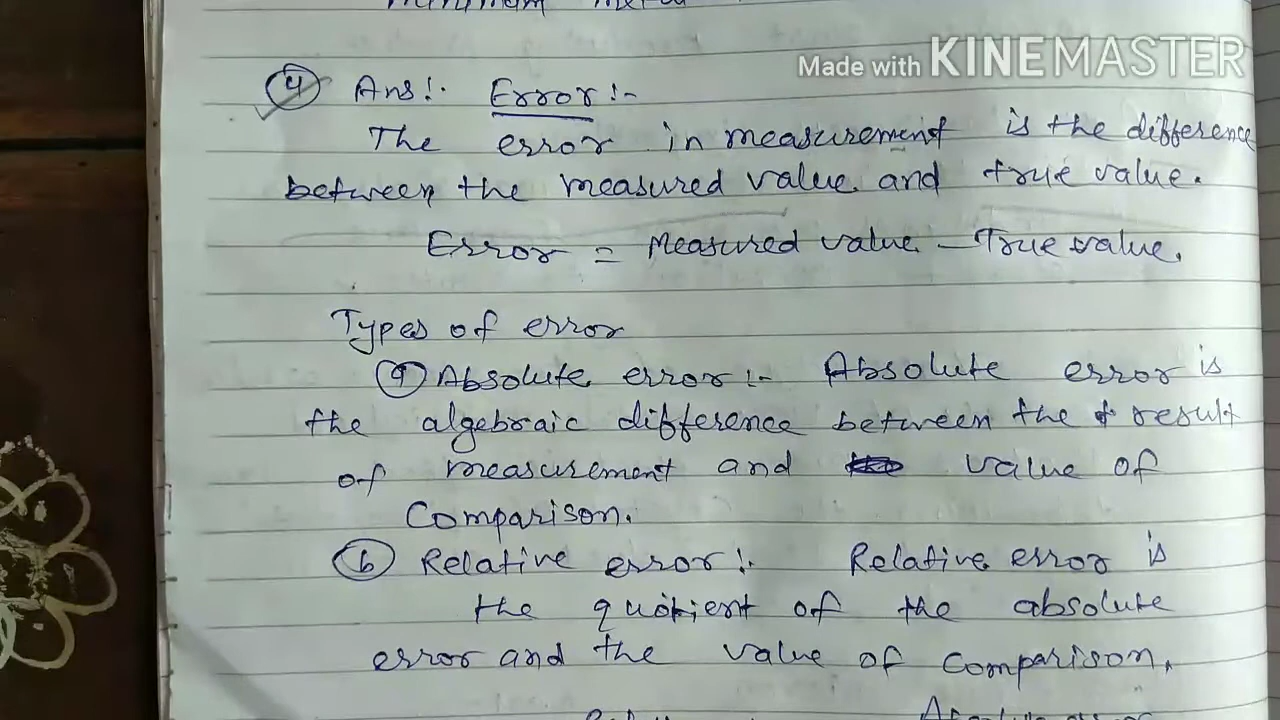 Made with KINEMASTER
④ Ans!. Error :-
The error in measurement is the difference
between the measured value and true value.
Error = Measured value - True value.
Types of error
ⓐ Absolute error :- Absolute error is
the algebraic difference between the result
of measurement and value of
Comparison.
ⓑ Relative error :. Relative error is
the quotient of the absolute
error and the value of comparison.